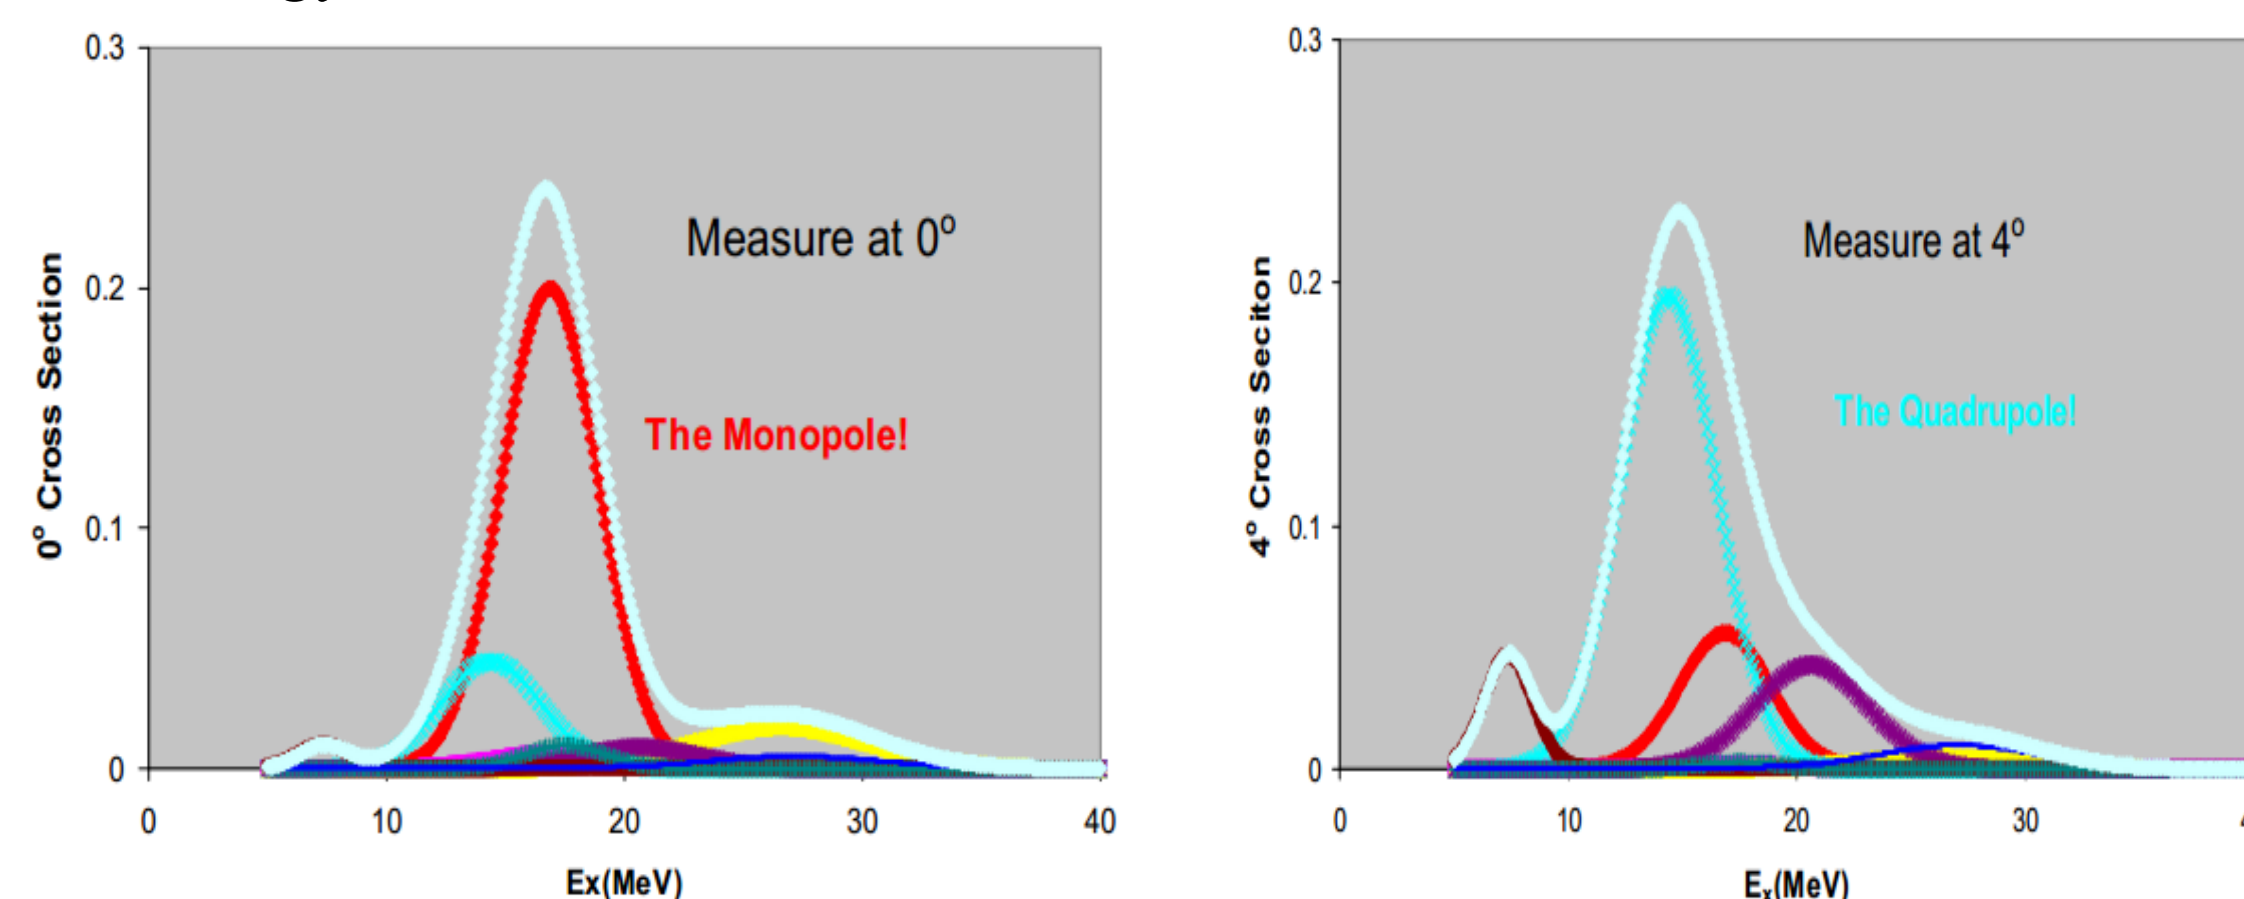 0.3
0.2
0.1
0
0 10 20 30 40
0° Cross Section
Ex(MeV)
Measure at 0°
The Monopole!
0.3
0.2
0.1
0
0 10 20 30
4° Cross Seciton
Ex(MeV)
Measure at 4°
The Quadrupole!